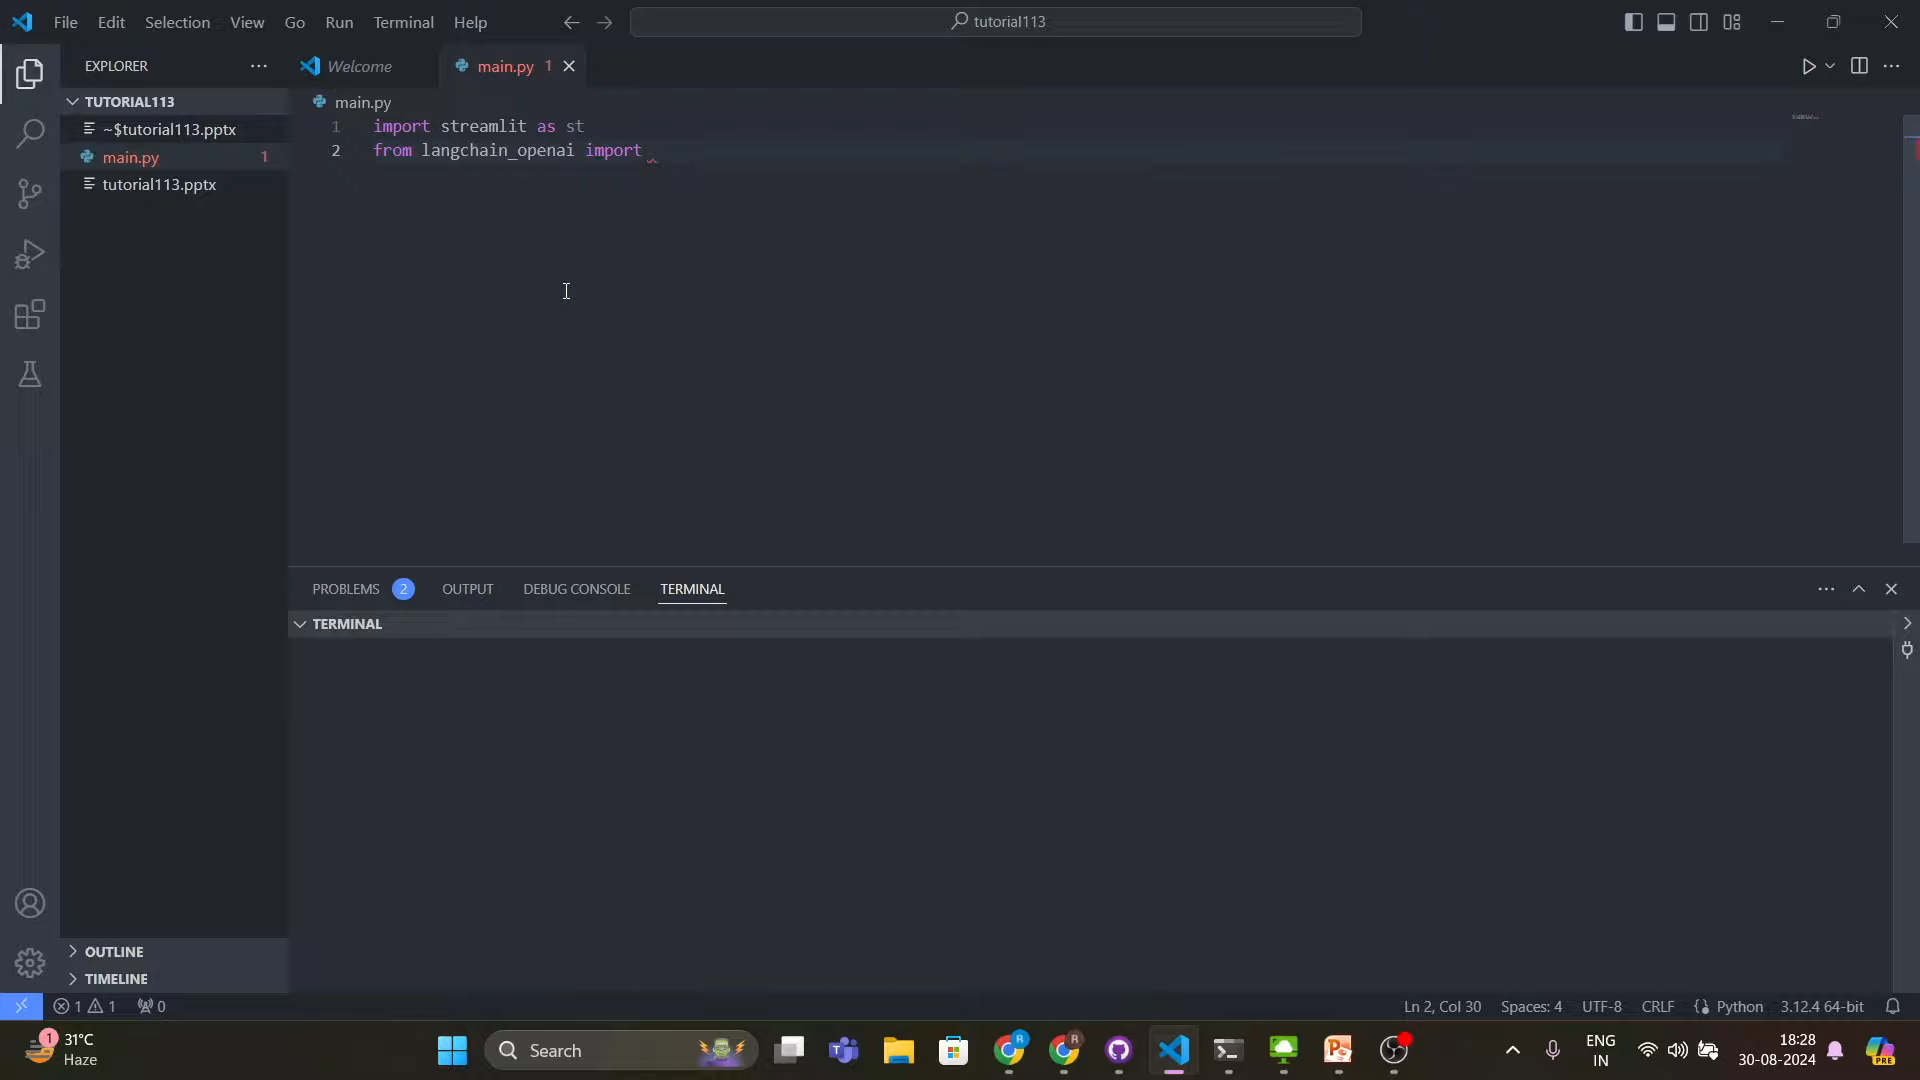 File Edit Selection View Go Run Terminal Help
tutorial113
EXPLORER
Welcome
main.py 1
TUTORIAL113
~$tutorial113.pptx
main.py 1
tutorial113.pptx
main.py
1 import streamlit as st
2 from langchain_openai import
PROBLEMS 2 OUTPUT DEBUG CONSOLE TERMINAL
TERMINAL
OUTLINE
TIMELINE
1 1 0
Ln 2, Col 30 Spaces: 4 UTF-8 CRLF {} Python 3.12.4 64-bit
1 31°C
Haze
Search
R
R
ENG
IN
18:28
30-08-2024
PRE